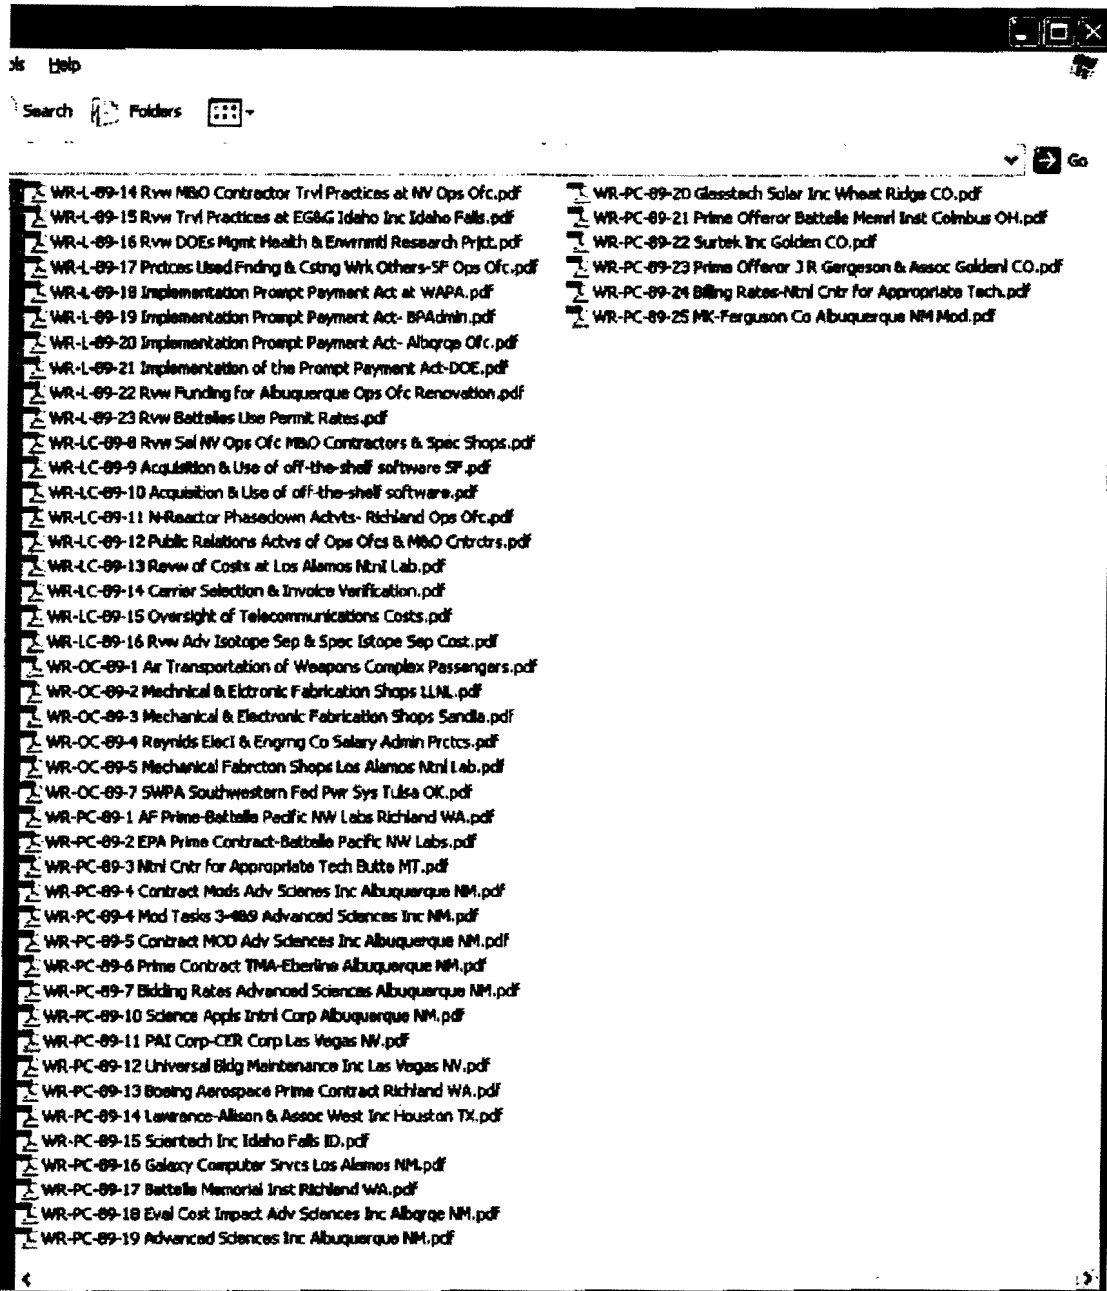 Help
Search Folders
Go
WR-L-89-14 Rvw M&O Contractor Trvl Practices at NV Ops Ofc.pdf
WR-L-89-15 Rvw Trvl Practices at EG&G Idaho Inc Idaho Falls.pdf
WR-L-89-16 Rvw DOEs Mgmt Health & Envrnmtl Research Prjct.pdf
WR-L-89-17 Prctces Used Fndng & Cstng Wrk Others-SF Ops Ofc.pdf
WR-L-89-18 Implementation Prompt Payment Act at WAPA.pdf
WR-L-89-19 Implementation Prompt Payment Act- BPAdmin.pdf
WR-L-89-20 Implementation Prompt Payment Act- Albqrqe Ofc.pdf
WR-L-89-21 Implementation of the Prompt Payment Act-DOE.pdf
WR-L-89-22 Rvw Funding for Albuquerque Ops Ofc Renovation.pdf
WR-L-89-23 Rvw Battelles Use Permit Rates.pdf
WR-LC-89-8 Rvw Sel NV Ops Ofc M&O Contractors & Spec Shops.pdf
WR-LC-89-9 Acquisition & Use of off-the-shelf software SF.pdf
WR-LC-89-10 Acquisition & Use of off-the-shelf software.pdf
WR-LC-89-11 N-Reactor Phasedown Actvts- Richland Ops Ofc.pdf
WR-LC-89-12 Public Relations Actvs of Ops Ofcs & M&O Cntrctrs.pdf
WR-LC-89-13 Revw of Costs at Los Alamos Ntnl Lab.pdf
WR-LC-89-14 Carrier Selection & Invoice Verification.pdf
WR-LC-89-15 Oversight of Telecommunications Costs.pdf
WR-LC-89-16 Rvw Adv Isotope Sep & Spec Istope Sep Cost.pdf
WR-OC-89-1 Air Transportation of Weapons Complex Passengers.pdf
WR-OC-89-2 Mechnical & Elctronic Fabrication Shops LLNL.pdf
WR-OC-89-3 Mechanical & Electronic Fabrication Shops Sandia.pdf
WR-OC-89-4 Raynlds Elecl & Engrng Co Salary Admin Prctcs.pdf
WR-OC-89-5 Mechanical Fabrcton Shops Los Alamos Ntnl Lab.pdf
WR-OC-89-7 SWPA Southwestern Fed Pwr Sys Tulsa OK.pdf
WR-PC-89-1 AF Prime-Battelle Pacific NW Labs Richland WA.pdf
WR-PC-89-2 EPA Prime Contract-Battelle Pacific NW Labs.pdf
WR-PC-89-3 Ntnl Cntr for Appropriate Tech Butte MT.pdf
WR-PC-89-4 Contract Mods Adv Scienes Inc Albuquerque NM.pdf
WR-PC-89-4 Mod Tasks 3-4&9 Advanced Sciences Inc NM.pdf
WR-PC-89-5 Contract MOD Adv Sciences Inc Albuquerque NM.pdf
WR-PC-89-6 Prime Contract TMA-Eberline Albuquerque NM.pdf
WR-PC-89-7 Bidding Rates Advanced Sciences Albuquerque NM.pdf
WR-PC-89-10 Science Appls Intrl Corp Albuquerque NM.pdf
WR-PC-89-11 PAI Corp-CER Corp Las Vegas NV.pdf
WR-PC-89-12 Universal Bldg Maintenance Inc Las Vegas NV.pdf
WR-PC-89-13 Boeing Aerospace Prime Contract Richland WA.pdf
WR-PC-89-14 Lawrence-Allison & Assoc West Inc Houston TX.pdf
WR-PC-89-15 Scientech Inc Idaho Falls ID.pdf
WR-PC-89-16 Galaxy Computer Srvcs Los Alamos NM.pdf
WR-PC-89-17 Battelle Memorial Inst Richland WA.pdf
WR-PC-89-18 Eval Cost Impact Adv Sciences Inc Albqrqe NM.pdf
WR-PC-89-19 Advanced Sciences Inc Albuquerque NM.pdf
WR-PC-89-20 Glasstech Solar Inc Wheat Ridge CO.pdf
WR-PC-89-21 Prime Offeror Battelle Memrl Inst Colmbus OH.pdf
WR-PC-89-22 Surtek Inc Golden CO.pdf
WR-PC-89-23 Prime Offeror J R Gergeson & Assoc Goldenl CO.pdf
WR-PC-89-24 Billing Rates-Ntnl Cntr for Appropriate Tech.pdf
WR-PC-89-25 MK-Ferguson Co Albuquerque NM Mod.pdf